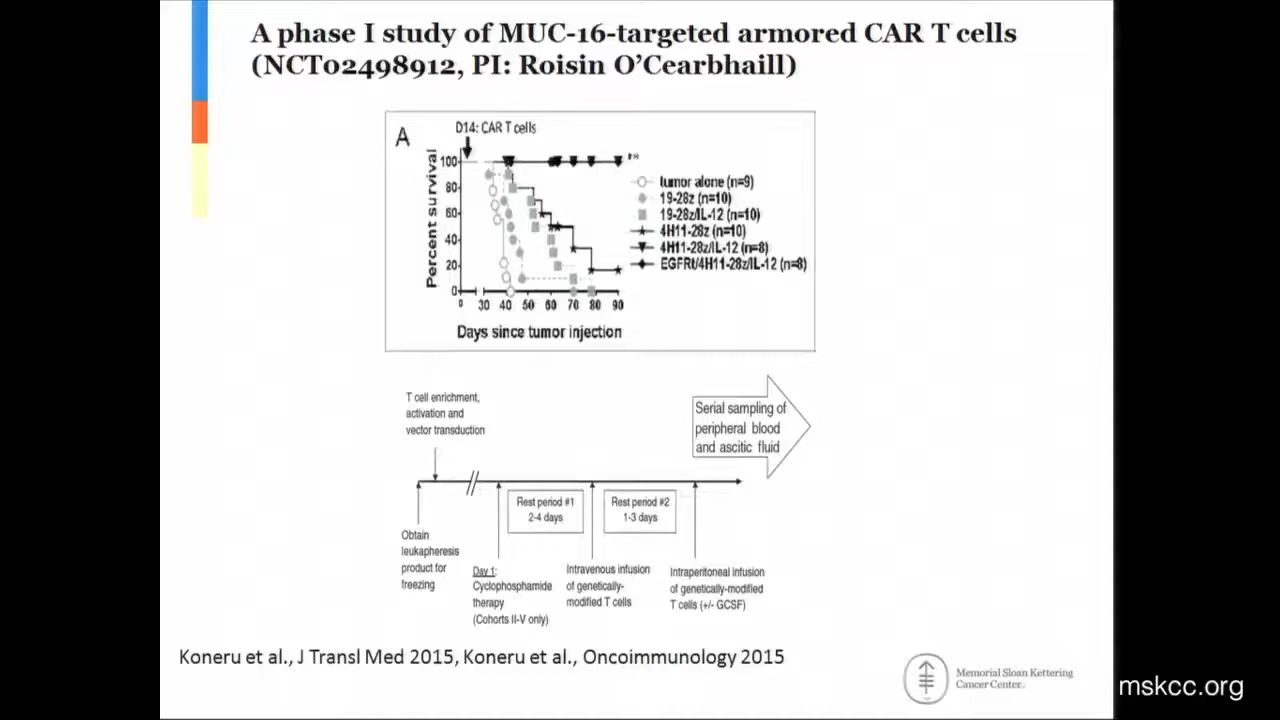 A phase I study of MUC-16-targeted armored CAR T cells
(NCT02498912, PI: Roisin O'Cearbhaill)
A
D14: CAR T cells
Percent survival
100
80
60
40
20
0
0 30 40 50 60 70 80 90
Days since tumor injection
tumor alone (n=9)
19-28z (n=10)
19-28z/IL-12 (n=10)
4H11-28z (n=10)
4H11-28z/IL-12 (n=8)
EGFRt/4H11-28z/IL-12 (n=8)
T cell enrichment,
activation and
vector transduction
Serial sampling of
peripheral blood
and ascitic fluid
Rest period #1
2-4 days
Rest period #2
1-3 days
Obtain
leukapheresis
product for
freezing
Day 1:
Cyclophosphamide
therapy
(Cohorts II-V only)
Intravenous infusion
of genetically-
modified T cells
Intraperitoneal infusion
of genetically-modified
T cells (+/- GCSF)
Koneru et al., J Transl Med 2015, Koneru et al., Oncoimmunology 2015
Memorial Sloan Kettering
Cancer Center
mskcc.org